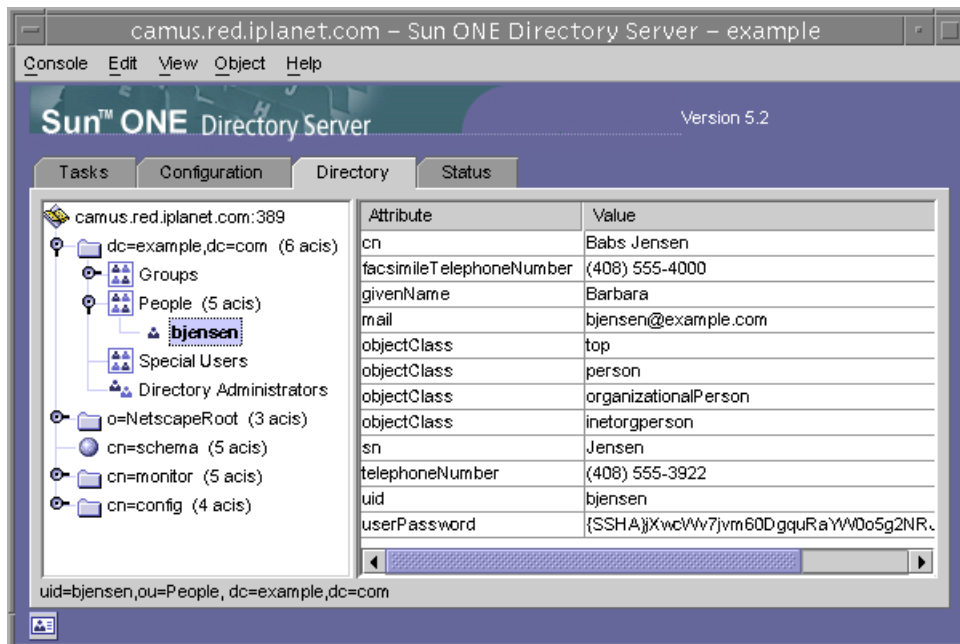 camus.red.iplanet.com – Sun ONE Directory Server – example
Console Edit View Object Help
Sun™ ONE Directory Server
Version 5.2
Tasks Configuration Directory Status
camus.red.iplanet.com:389
dc=example,dc=com (6 acis)
Groups
People (5 acis)
bjensen
Special Users
Directory Administrators
o=NetscapeRoot (3 acis)
cn=schema (5 acis)
cn=monitor (5 acis)
cn=config (4 acis)
Attribute Value
cn Babs Jensen
facsimileTelephoneNumber (408) 555-4000
givenName Barbara
mail bjensen@example.com
objectClass top
objectClass person
objectClass organizationalPerson
objectClass inetorgperson
sn Jensen
telephoneNumber (408) 555-3922
uid bjensen
userPassword
uid=bjensen,ou=People, dc=example,dc=com